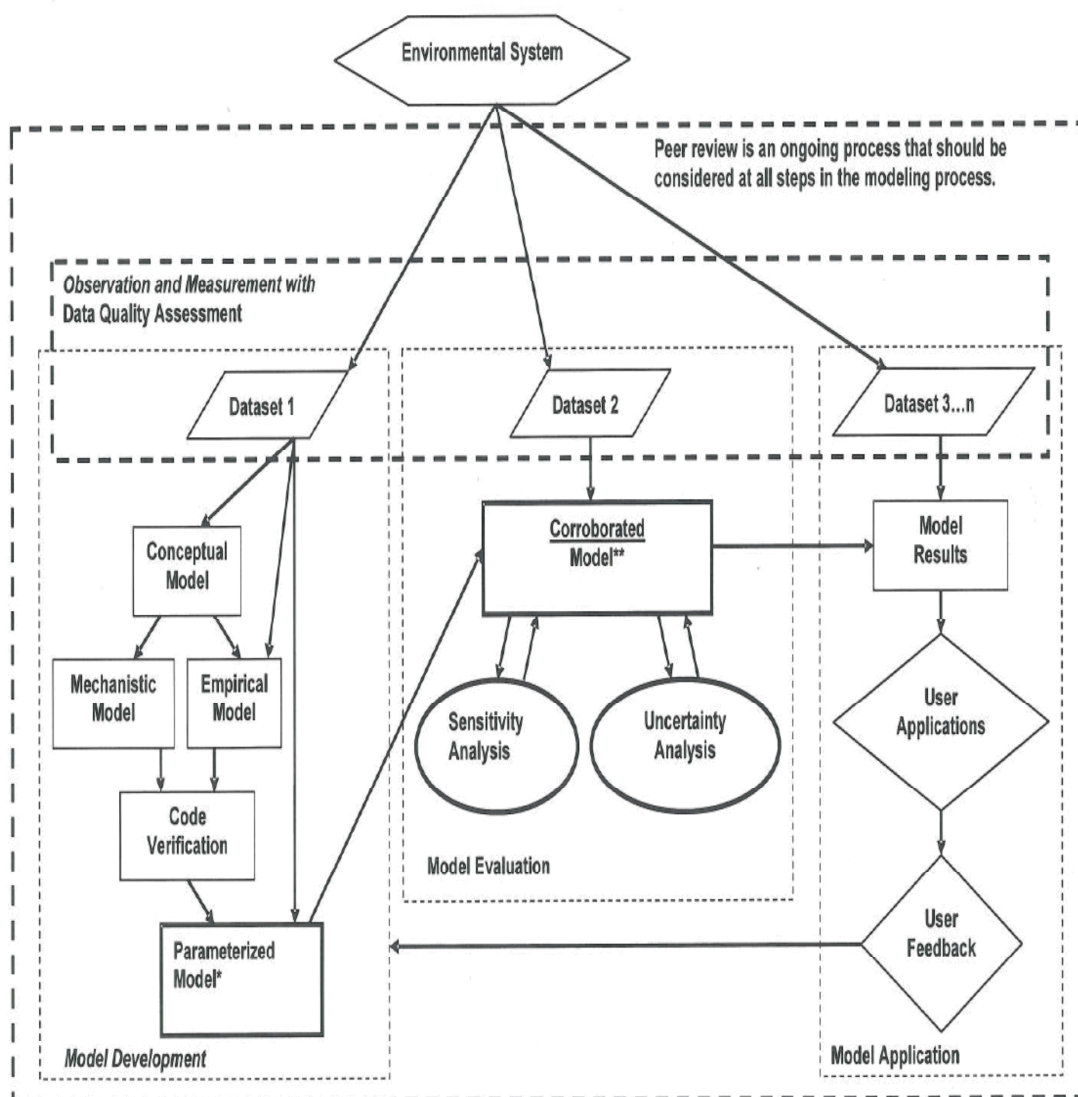 Environmental System
Peer review is an ongoing process that should be
considered at all steps in the modeling process.
Observation and Measurement with
Data Quality Assessment
Dataset 1
Dataset 2
Dataset 3...n
Conceptual
Model
Mechanistic
Model
Empirical
Model
Code
Verification
Parameterized
Model*
Model Development
Corroborated
Model**
Sensitivity
Analysis
Uncertainty
Analysis
Model Evaluation
Model
Results
User
Applications
User
Feedback
Model Application